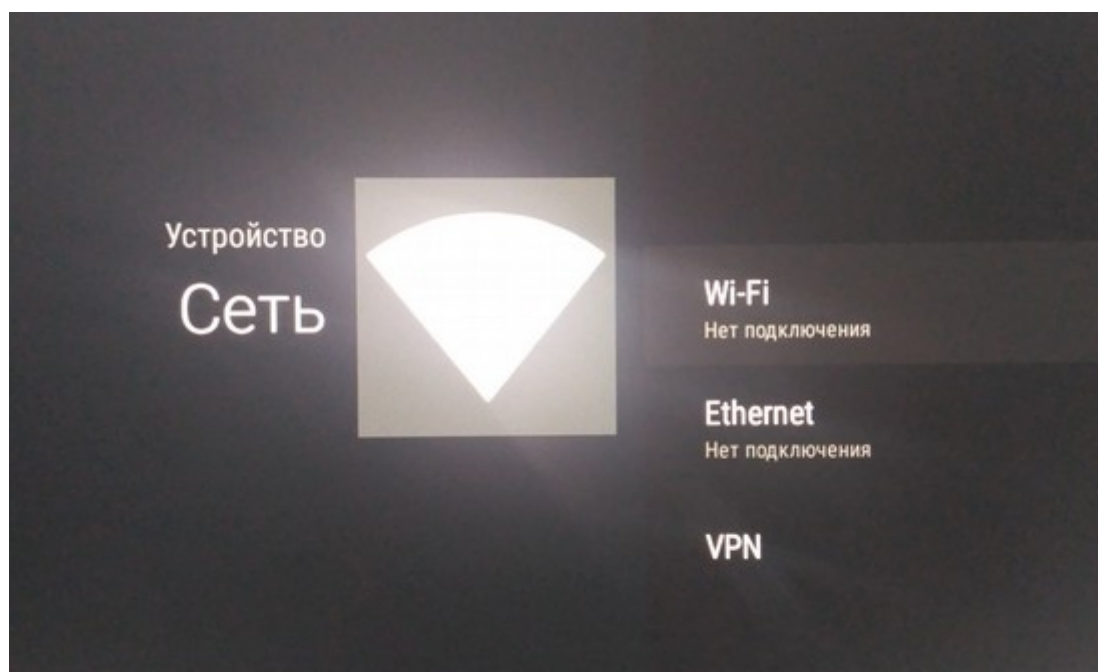 Устройство
Сеть
Wi-Fi
Нет подключения
Ethernet
Нет подключения
VPN